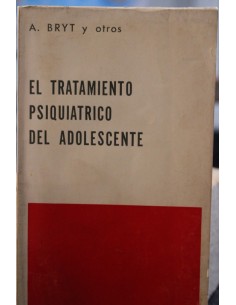 A. BRYT y otros
EL TRATAMIENTO
PSIQUIATRICO
DEL ADOLESCENTE